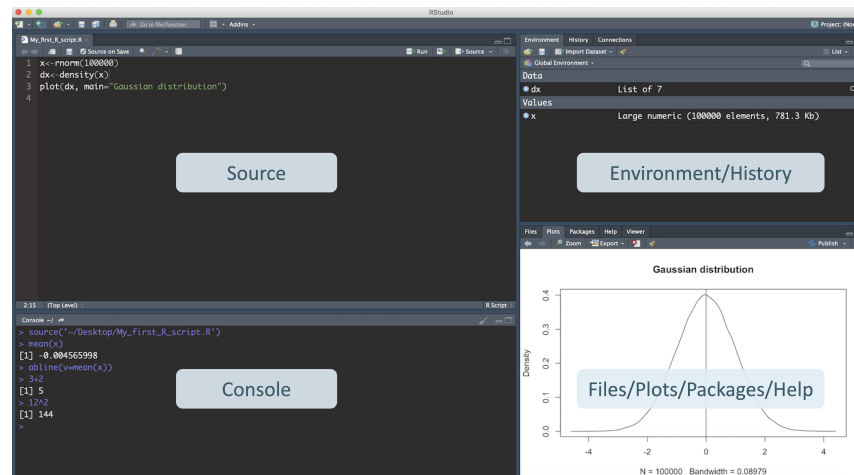 RStudio
Go to file/function
Addins
Project: (Non
My_first_R_script.R
Source on Save
Run
Source
1 x<-rnorm(100000)
2 dx<-density(x)
3 plot(dx, main="Gaussian distribution")
4
Source
2:15 (Top Level) R Script
Console ~/
> source('~/Desktop/My_first_R_script.R')
> mean(x)
[1] -0.004565998
> abline(v=mean(x))
> 3+2
[1] 5
> 12^2
[1] 144
>
Console
Environment History Connections
Import Dataset
List
Global Environment
Data
dx List of 7
Values
x Large numeric (100000 elements, 781.3 Kb)
Environment/History
Files Plots Packages Help Viewer
Zoom Export Publish
Gaussian distribution
Density
0.4
0.3
0.2
0.1
0.0
-4 -2 0 2 4
N = 100000 Bandwidth = 0.08979
Files/Plots/Packages/Help